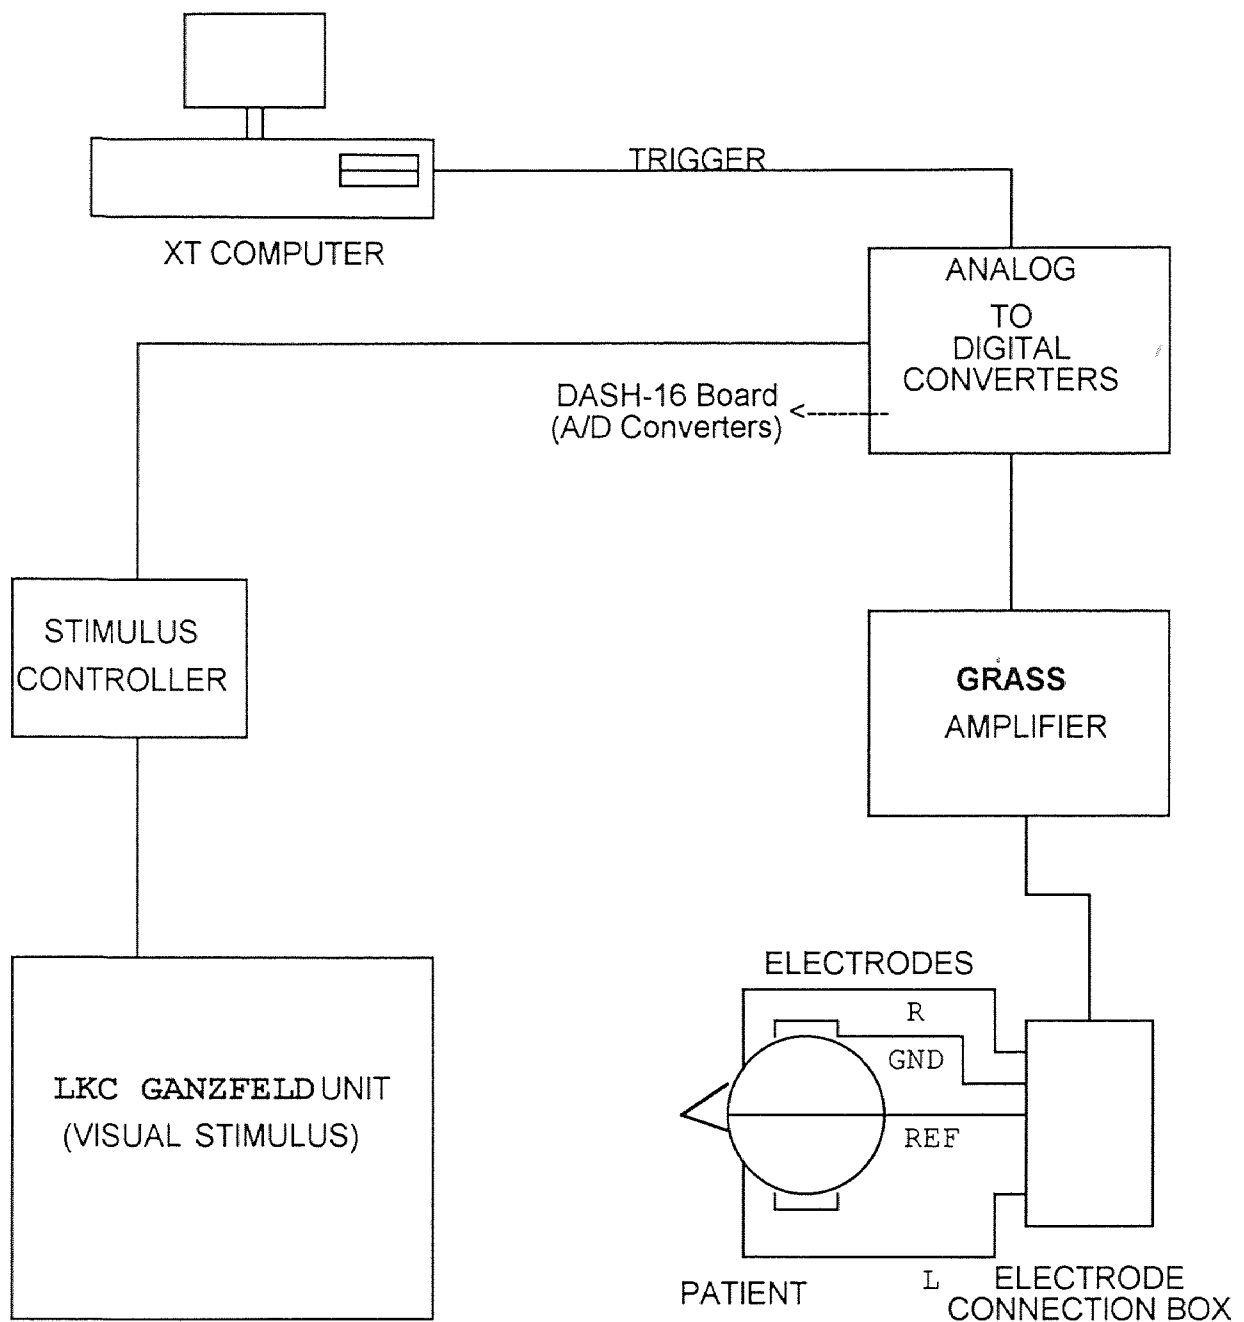 TRIGGER
XT COMPUTER
ANALOG
TO
DIGITAL
CONVERTERS
DASH-16 Board
(A/D Converters)
STIMULUS
CONTROLLER
GRASS
AMPLIFIER
LKC GANZFELD UNIT
(VISUAL STIMULUS)
ELECTRODES
R
GND
REF
L
PATIENT
ELECTRODE
CONNECTION BOX